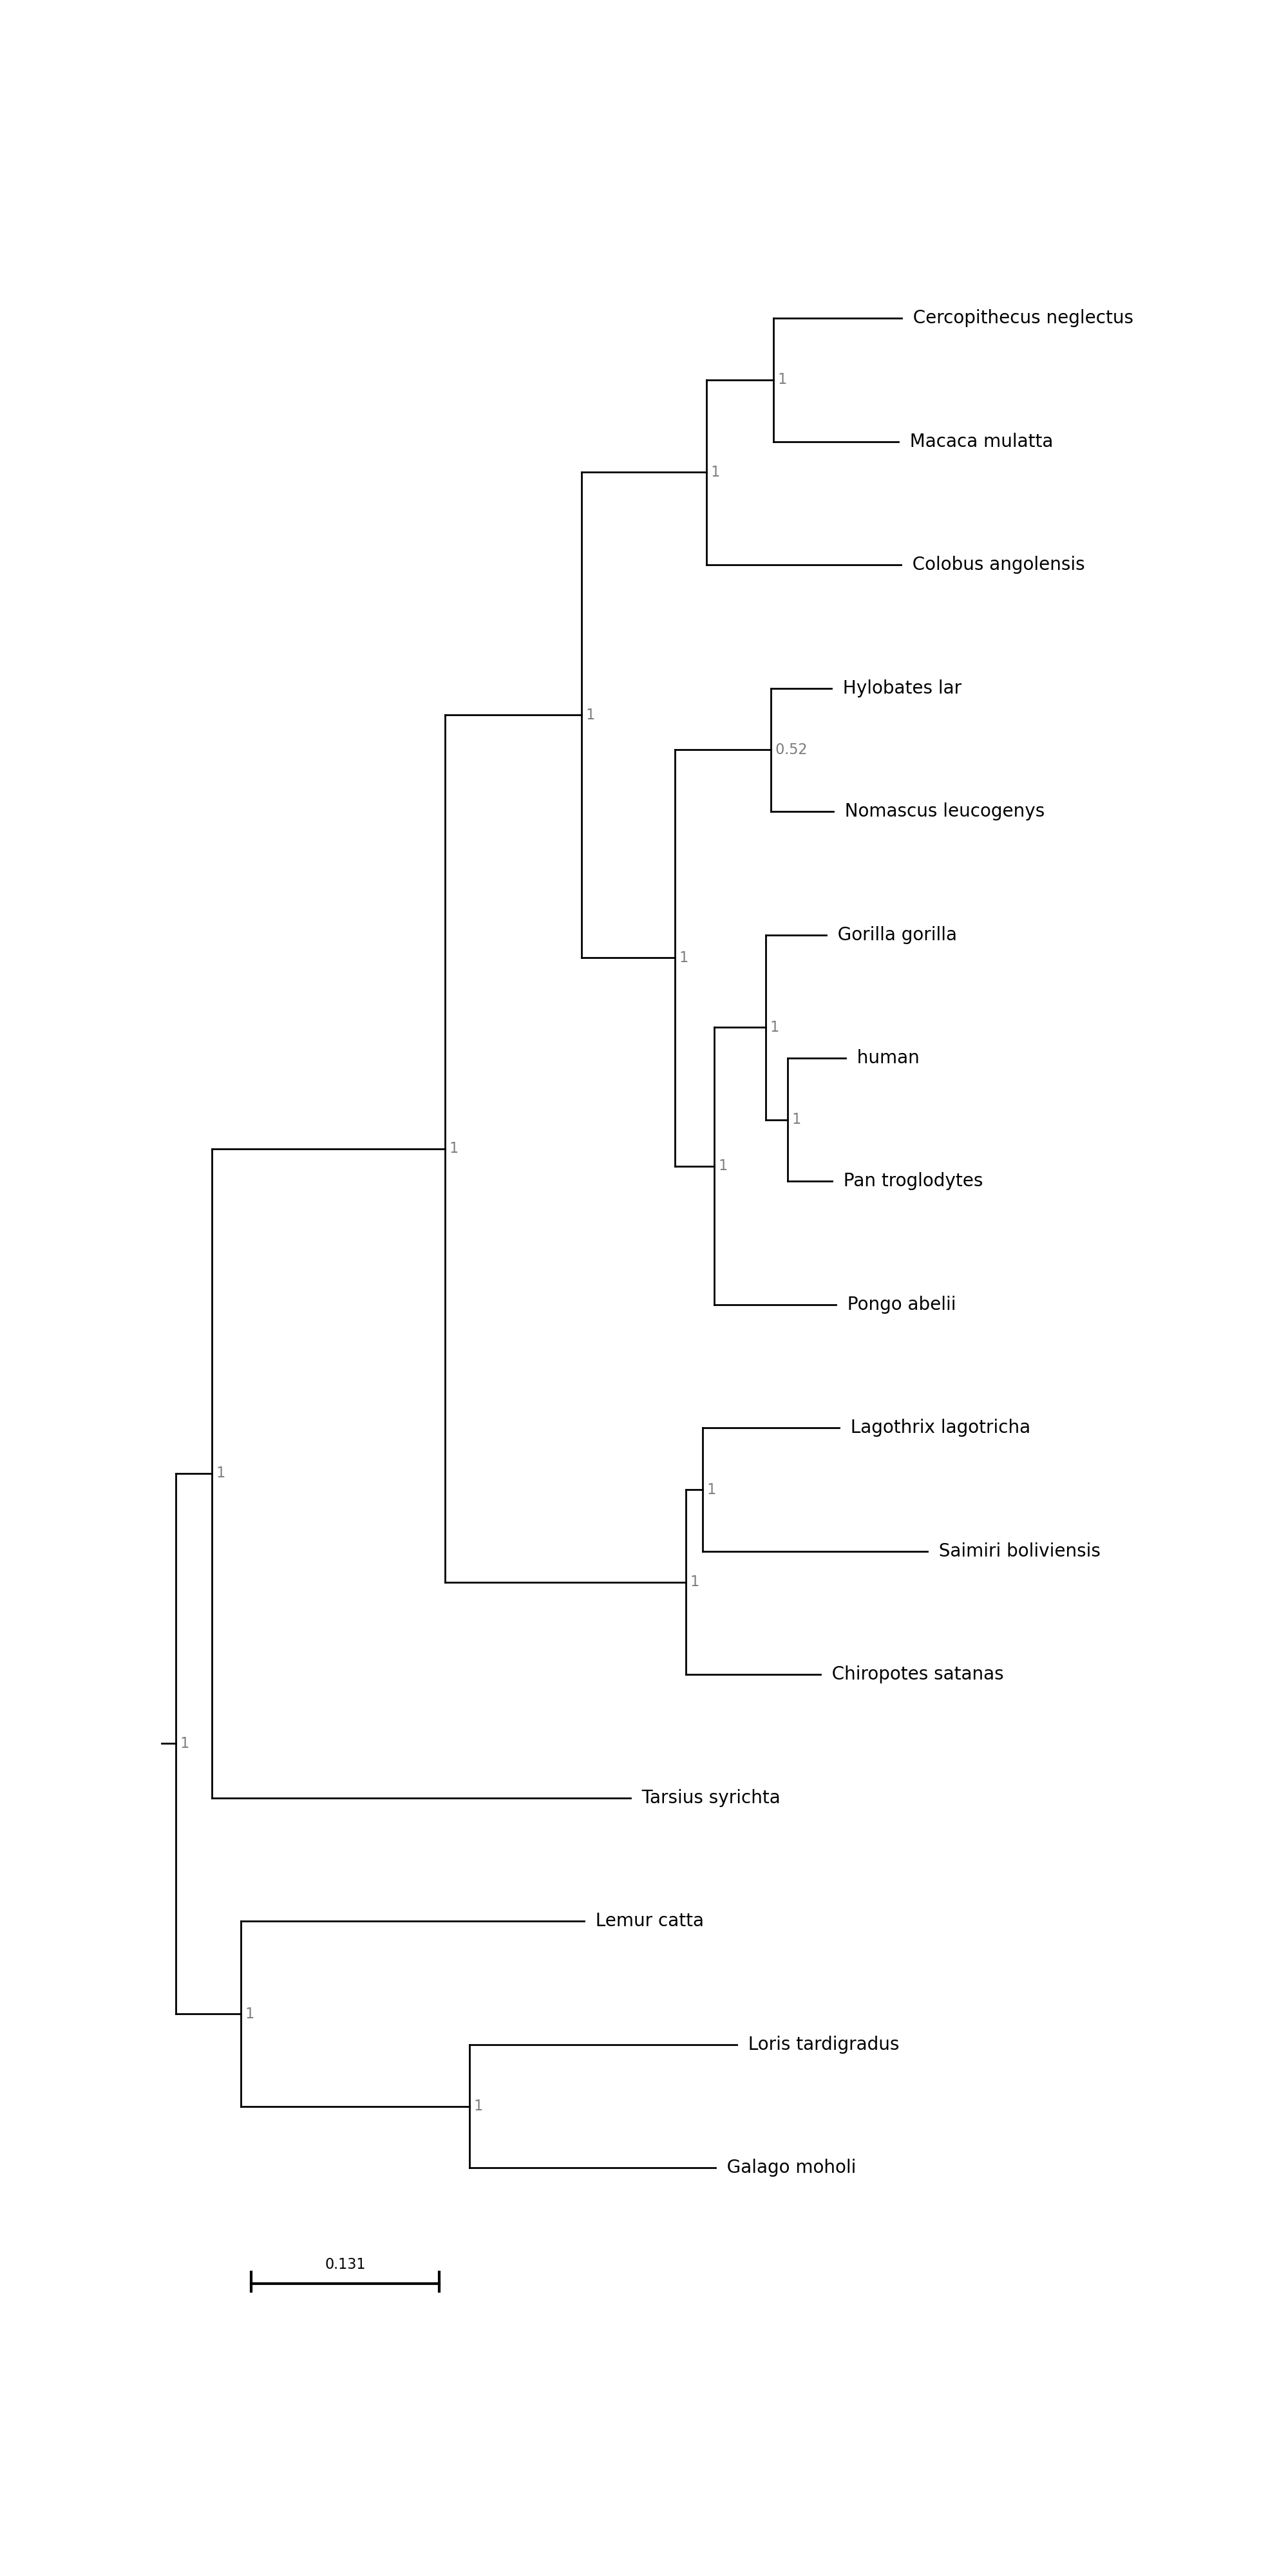 Cercopithecus neglectus
1
Macaca mulatta
1
Colobus angolensis
Hylobates lar
1
0.52
Nomascus leucogenys
Gorilla gorilla
1
1
human
1
1
Pan troglodytes
1
Pongo abelii
Lagothrix lagotricha
1
1
Saimiri boliviensis
1
Chiropotes satanas
1
Tarsius syrichta
Lemur catta
1
Loris tardigradus
1
Galago moholi
0.131